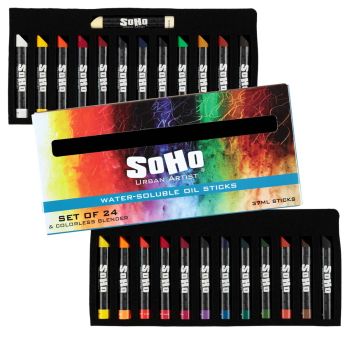 SOHO
SOHO
URBAN ARTIST
WATER-SOLUBLE OIL STICKS
SET OF 24
& COLORLESS BLENDER
37ML STICKS